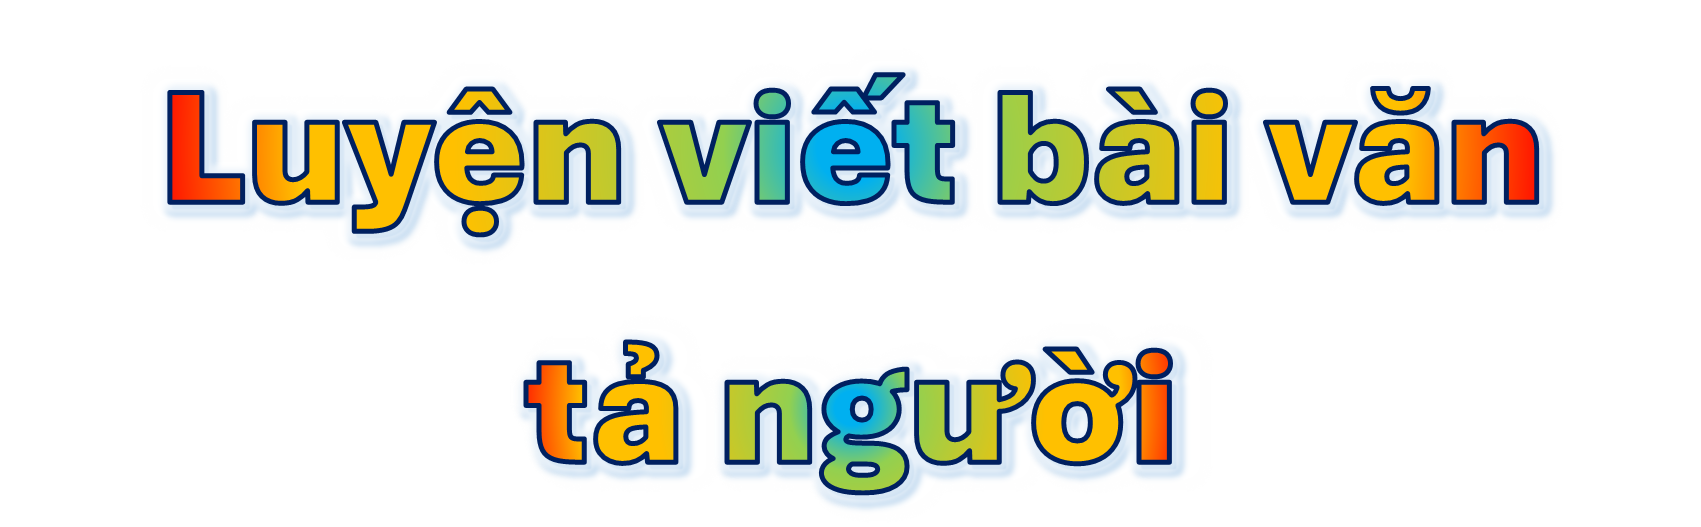 Luyện viết bài văn
tả người